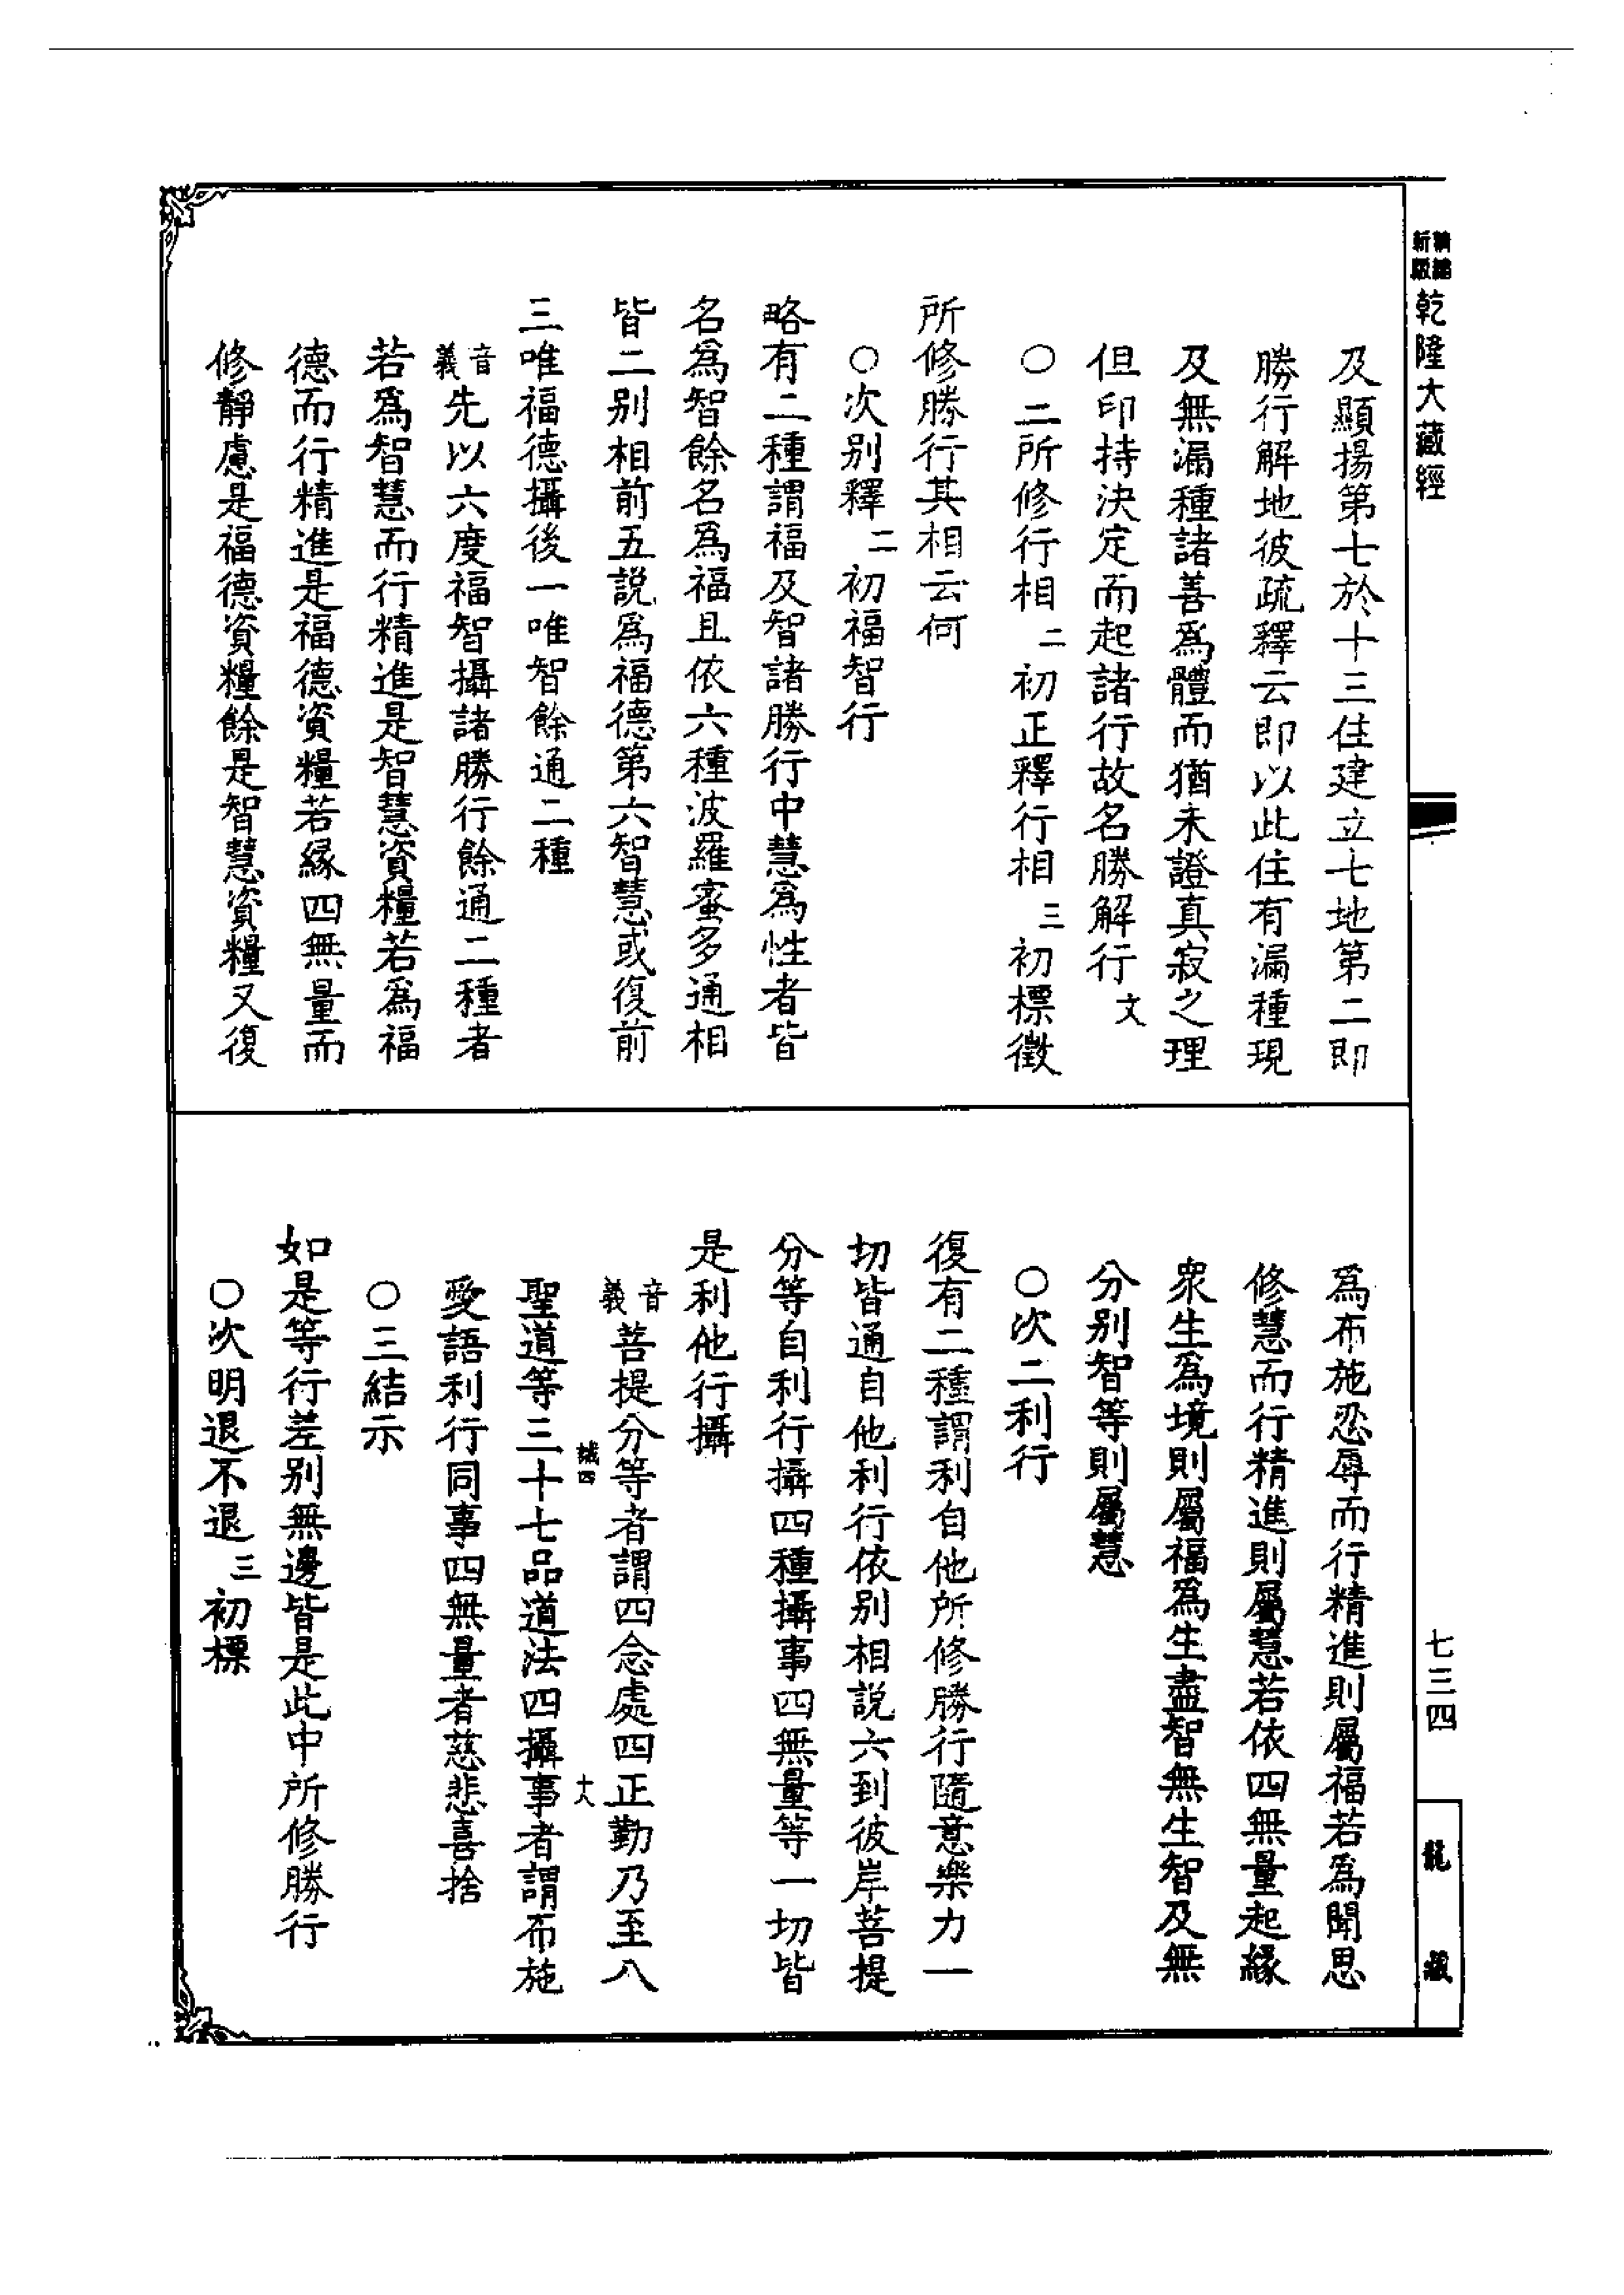 精縮新版乾隆大藏經
及顯揚第七於十三住建立七地第二即
勝行解地彼疏釋云即以此住有漏種現
及無漏種諸善爲體而猶未證真寂之理
但印持決定而起諸行故名勝解行文
○二所修行相二初正釋行相三初標徵
所修勝行其相云何
○次别釋二初福智行
略有二種謂福及智諸勝行中慧爲性者皆
名爲智餘名爲福且依六種波羅蜜多通相
皆二别相前五説爲福德第六智慧或復前
三唯福德攝後一唯智餘通二種
音義先以六度福智攝諸勝行餘通二種者
若爲智慧而行精進是智慧資糧若爲福
德而行精進是福德資糧若緣四無量而
修靜慮是福德資糧餘是智慧資糧又復
爲布施忍辱而行精進則屬福若爲聞思
修慧而行精進則屬慧若依四無量起緣
衆生爲境則屬福爲生盡智無生智及無
分别智等則屬慧
○次二利行
復有二種謂利自他所修勝行隨意樂力一
切皆通自他利行依别相説六到彼岸菩提
分等自利行攝四種攝事四無量等一切皆
是利他行攝
音義菩提分等者謂四念處四正勤乃至八
誠四 十六
聖道等三十七品道法四攝事者謂布施
愛語利行同事四無量者慈悲喜捨
○三結示
如是等行差别無邊皆是此中所修勝行
○次明退不退三初標
七三四
龍藏